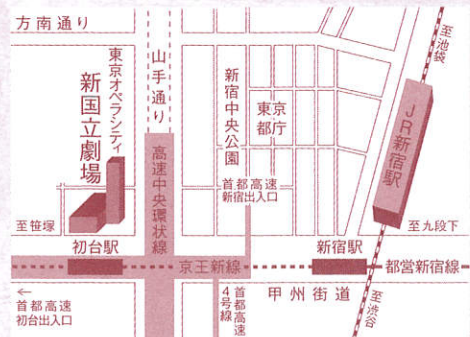 方南通り
至池袋
山手通り
東京オペラシティ
新国立劇場
新宿中央公園
東京
都庁
JR新宿駅
高速中央環状線
首都高速
新宿出入口
至笹塚
初台駅
新宿駅
至九段下
京王新線
都営新宿線
←
首都高速
初台出入口
首都高速
4号線
甲州街道
至渋谷